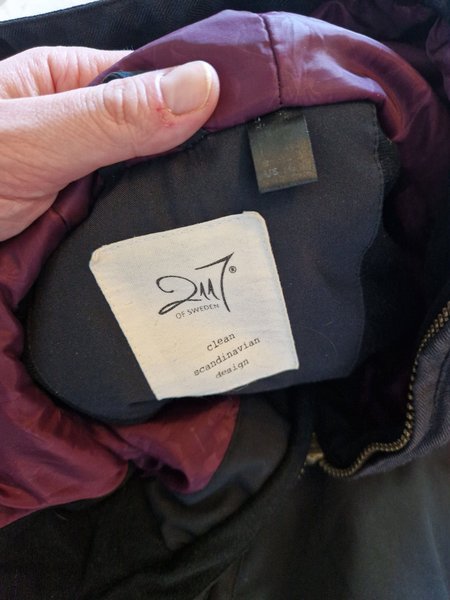 2117®
OF SWEDEN
clean
scandinavian
design